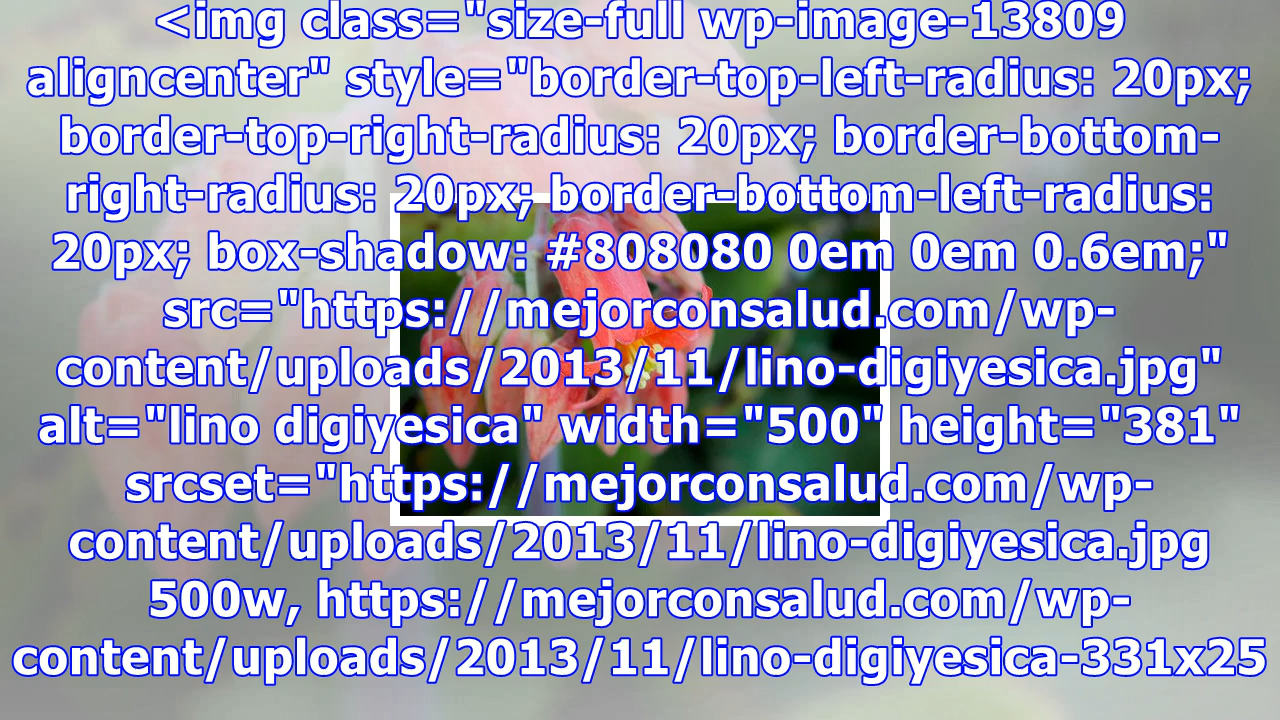 <img class="size-full wp-image-13809
aligncenter" style="border-top-left-radius: 20px;
border-top-right-radius: 20px; border-bottom-
right-radius: 20px; border-bottom-left-radius:
20px; box-shadow: #808080 0em 0em 0.6em;"
src="https://mejorconsalud.com/wp-
content/uploads/2013/11/lino-digiyesica.jpg"
alt="lino digiyesica" width="500" height="381"
srcset="https://mejorconsalud.com/wp-
content/uploads/2013/11/lino-digiyesica.jpg
500w, https://mejorconsalud.com/wp-
content/uploads/2013/11/lino-digiyesica-331x25